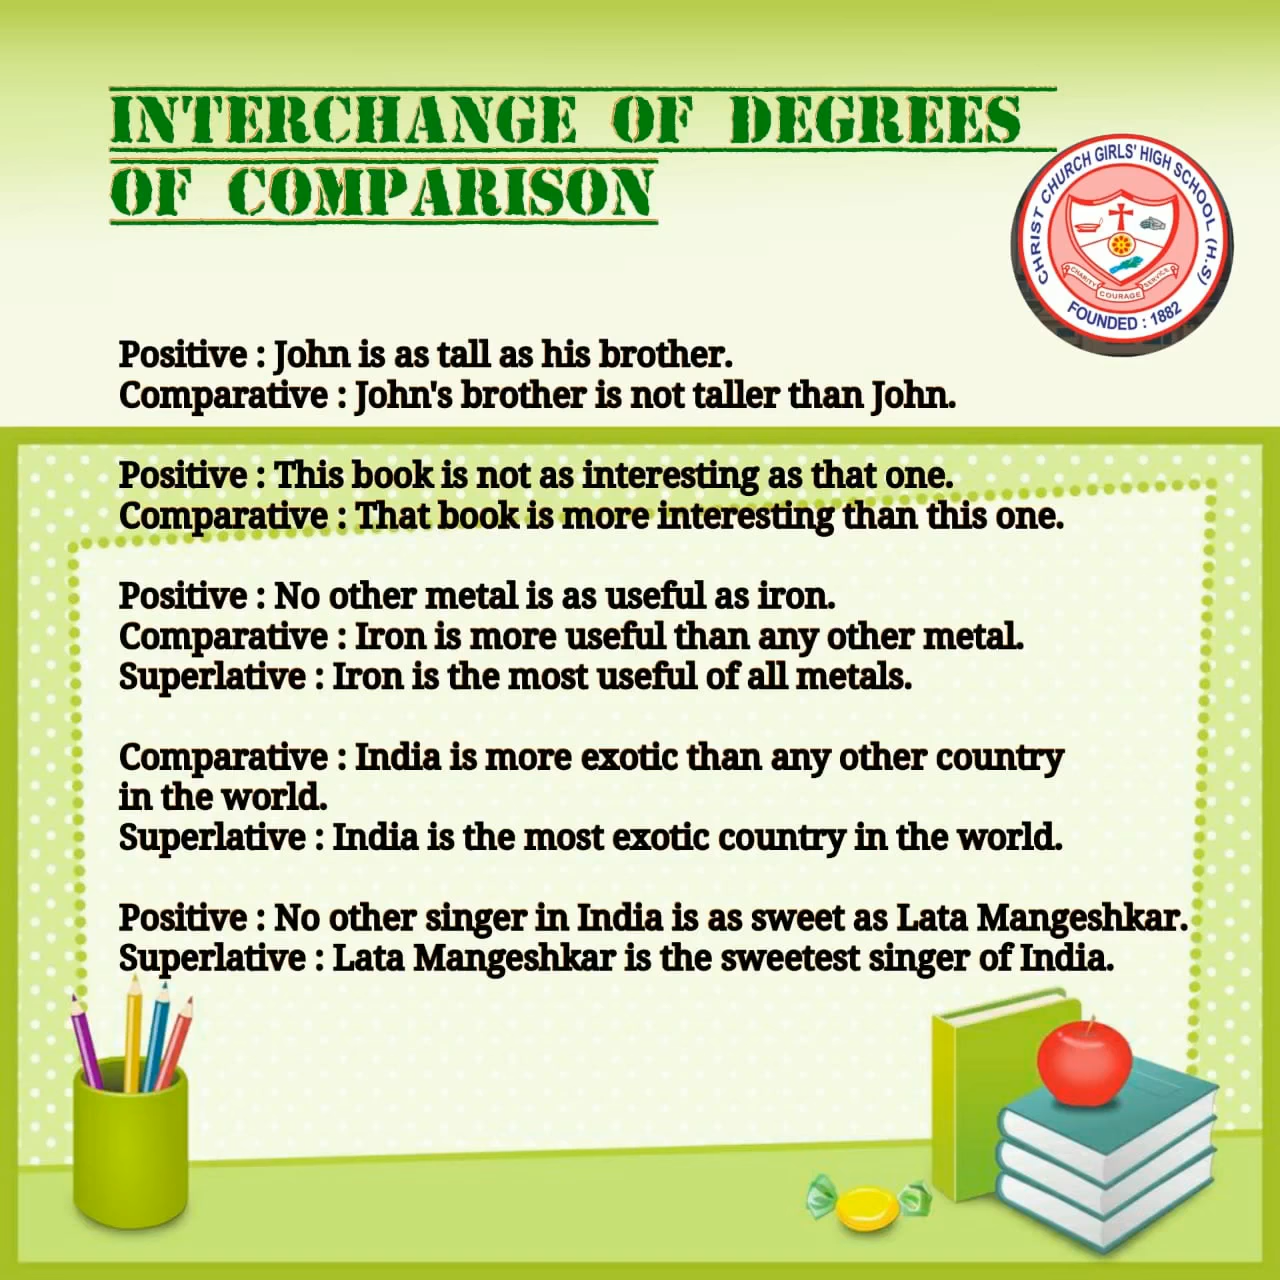 INTERCHANGE OF DEGREES
OF COMPARISON
CHRIST CHURCH GIRLS' HIGH SCHOOL (H.S)
CHARITY
COURAGE
SERVICE
FOUNDED : 1882
Positive : John is as tall as his brother.
Comparative : John's brother is not taller than John.
Positive : This book is not as interesting as that one.
Comparative : That book is more interesting than this one.
Positive : No other metal is as useful as iron.
Comparative : Iron is more useful than any other metal.
Superlative : Iron is the most useful of all metals.
Comparative : India is more exotic than any other country
in the world.
Superlative : India is the most exotic country in the world.
Positive : No other singer in India is as sweet as Lata Mangeshkar.
Superlative : Lata Mangeshkar is the sweetest singer of India.